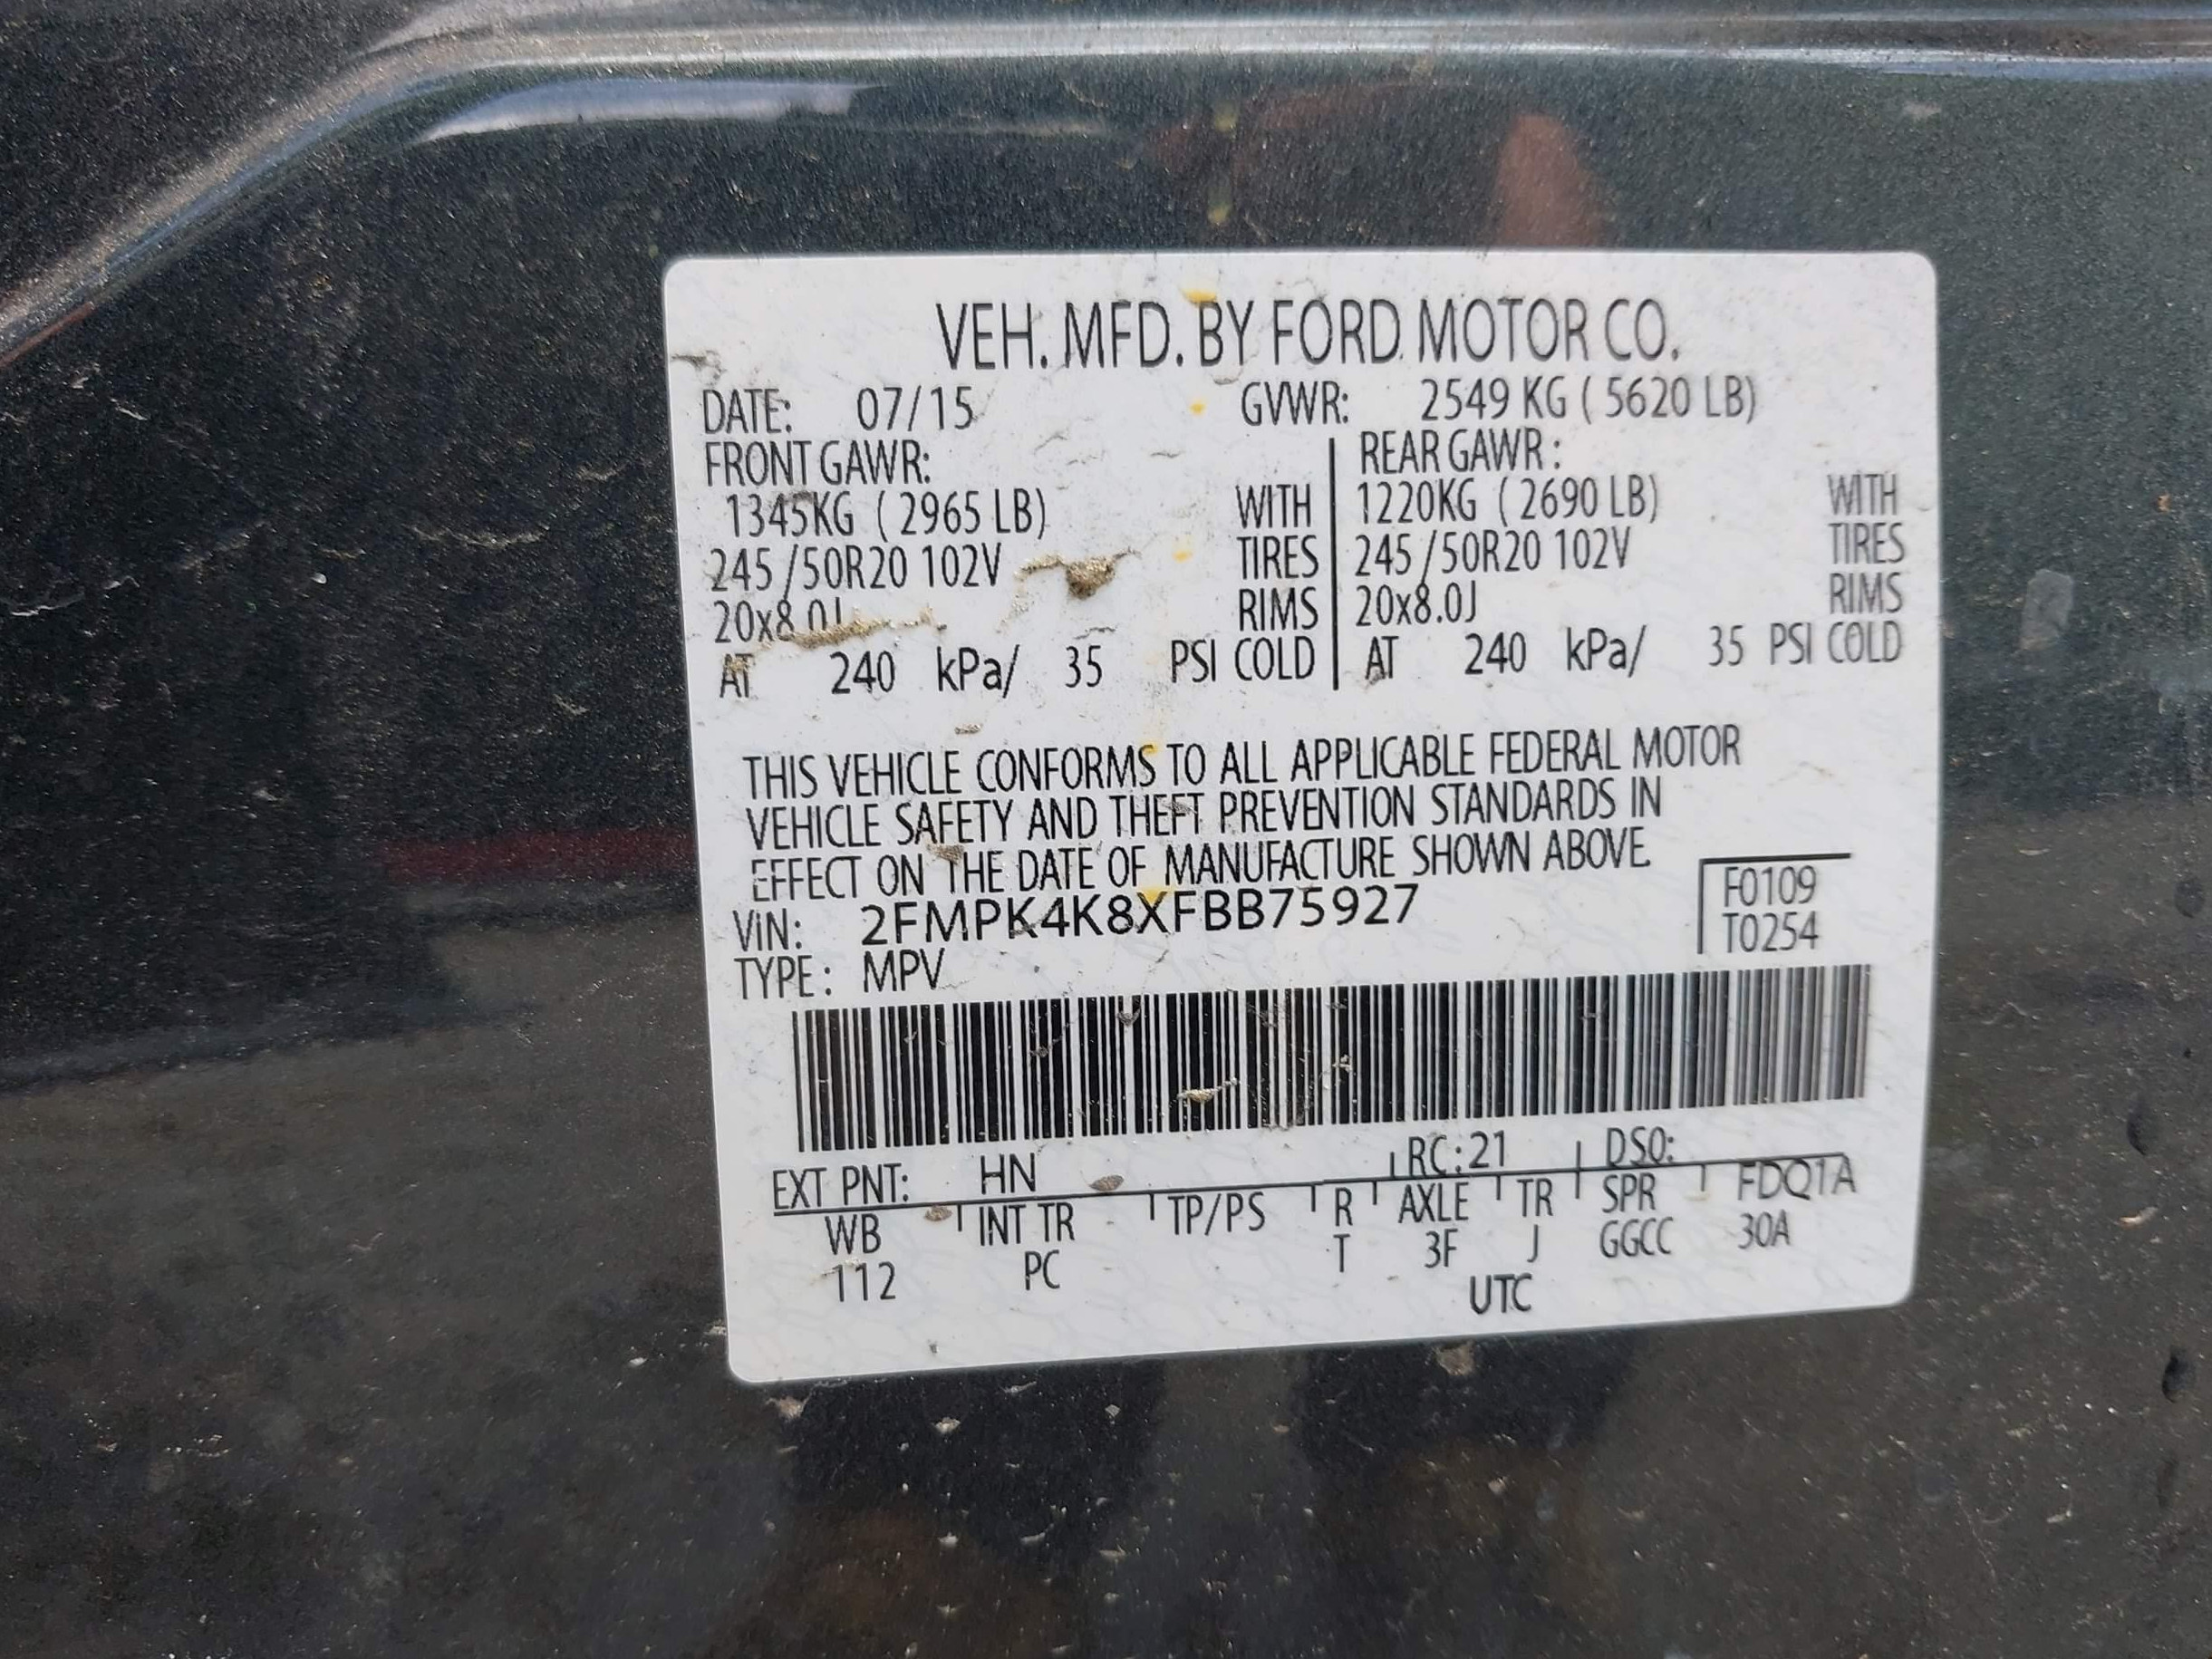 VEH. MFD. BY FORD MOTOR CO.
DATE: 07/15 GVWR: 2549 KG ( 5620 LB)
FRONT GAWR: REAR GAWR :
1345KG ( 2965 LB) WITH 1220KG ( 2690 LB) WITH
245 /50R20 102V TIRES 245 /50R20 102V TIRES
20x8.0J RIMS 20x8.0J RIMS
AT 240 kPa/ 35 PSI COLD AT 240 kPa/ 35 PSI COLD
THIS VEHICLE CONFORMS TO ALL APPLICABLE FEDERAL MOTOR
VEHICLE SAFETY AND THEFT PREVENTION STANDARDS IN
EFFECT ON THE DATE OF MANUFACTURE SHOWN ABOVE.
VIN: 2FMPK4K8XFBB75927 F0109
TYPE: MPV T0254
EXT PNT: HN RC:21 DSO:
WB INT TR TP/PS R AXLE TR SPR FDQ1A
112 PC T 3F J GGCC 30A
UTC